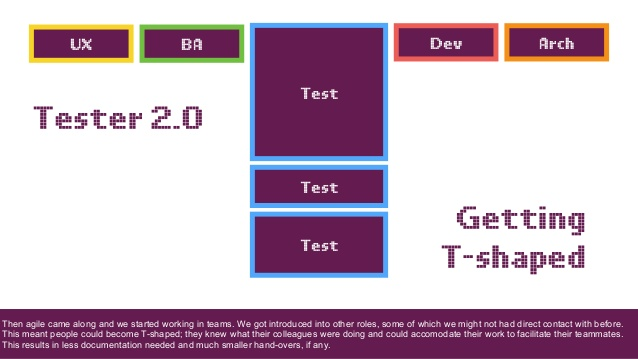 UX
BA
Test
Dev
Arch
Tester 2.0
Test
Test
Getting
T-shaped
Then agile came along and we started working in teams. We got introduced into other roles, some of which we might not had direct contact with before.
This meant people could become T-shaped; they knew what their colleagues were doing and could accomodate their work to facilitate their teammates.
This results in less documentation needed and much smaller hand-overs, if any.